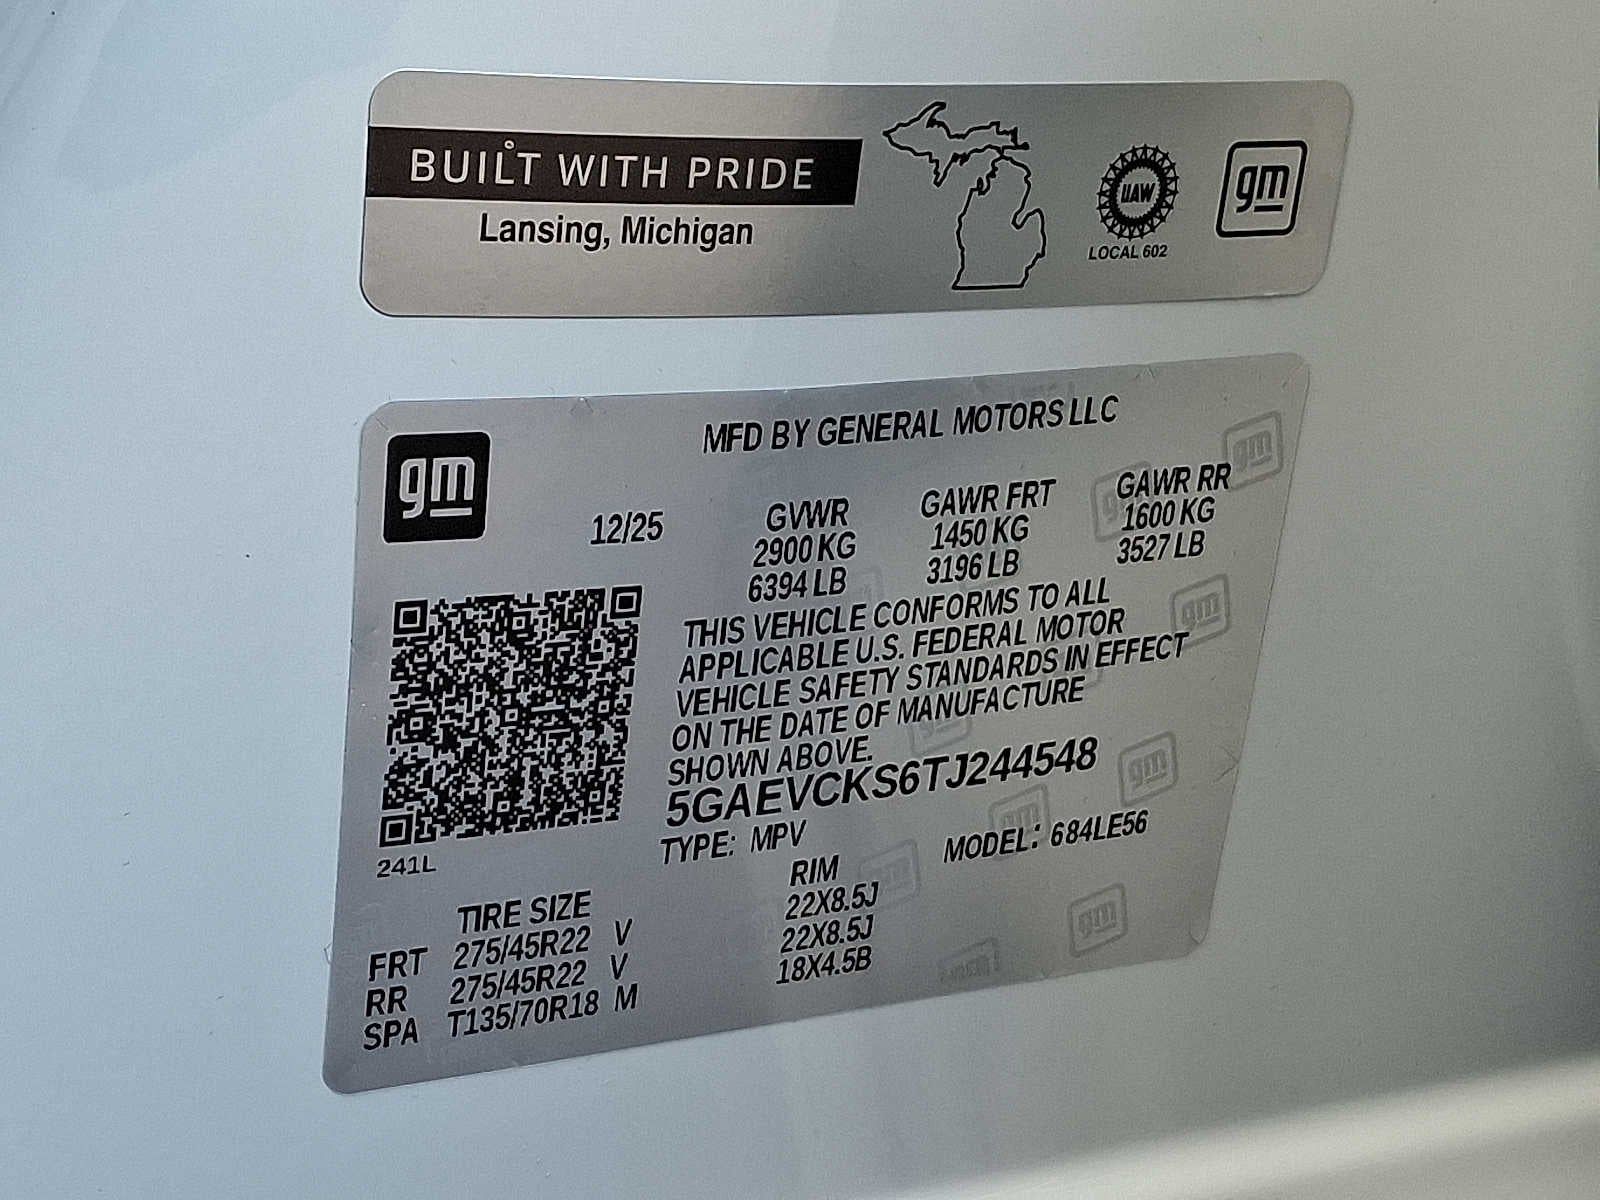 BUILT WITH PRIDE
Lansing, Michigan
UAW
LOCAL 602
gm
MFD BY GENERAL MOTORS LLC
gm
12/25
GVWR GAWR FRT GAWR RR
2900 KG 1450 KG 1600 KG
6394 LB 3196 LB 3527 LB
THIS VEHICLE CONFORMS TO ALL
APPLICABLE U.S. FEDERAL MOTOR
VEHICLE SAFETY STANDARDS IN EFFECT
ON THE DATE OF MANUFACTURE
SHOWN ABOVE.
5GAEVCKS6TJ244548
TYPE: MPV MODEL: 684LE56
241L
TIRE SIZE RIM
FRT 275/45R22 V 22X8.5J
RR 275/45R22 V 22X8.5J
SPA T135/70R18 M 18X4.5B